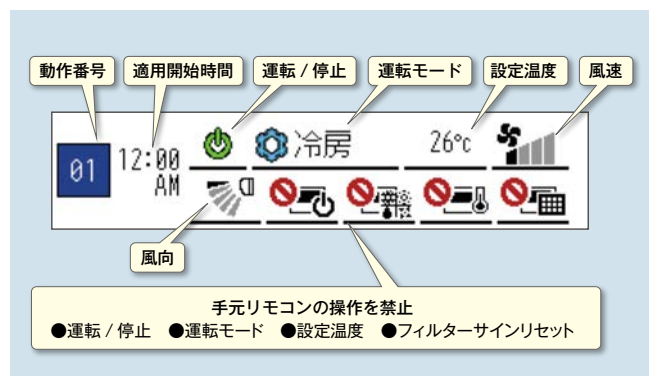 動作番号 適用開始時間 運転 / 停止 運転モード 設定温度 風速
01 12:00 AM 冷房 26℃
風向
手元リモコンの操作を禁止
●運転 / 停止 ●運転モード ●設定温度 ●フィルターサインリセット